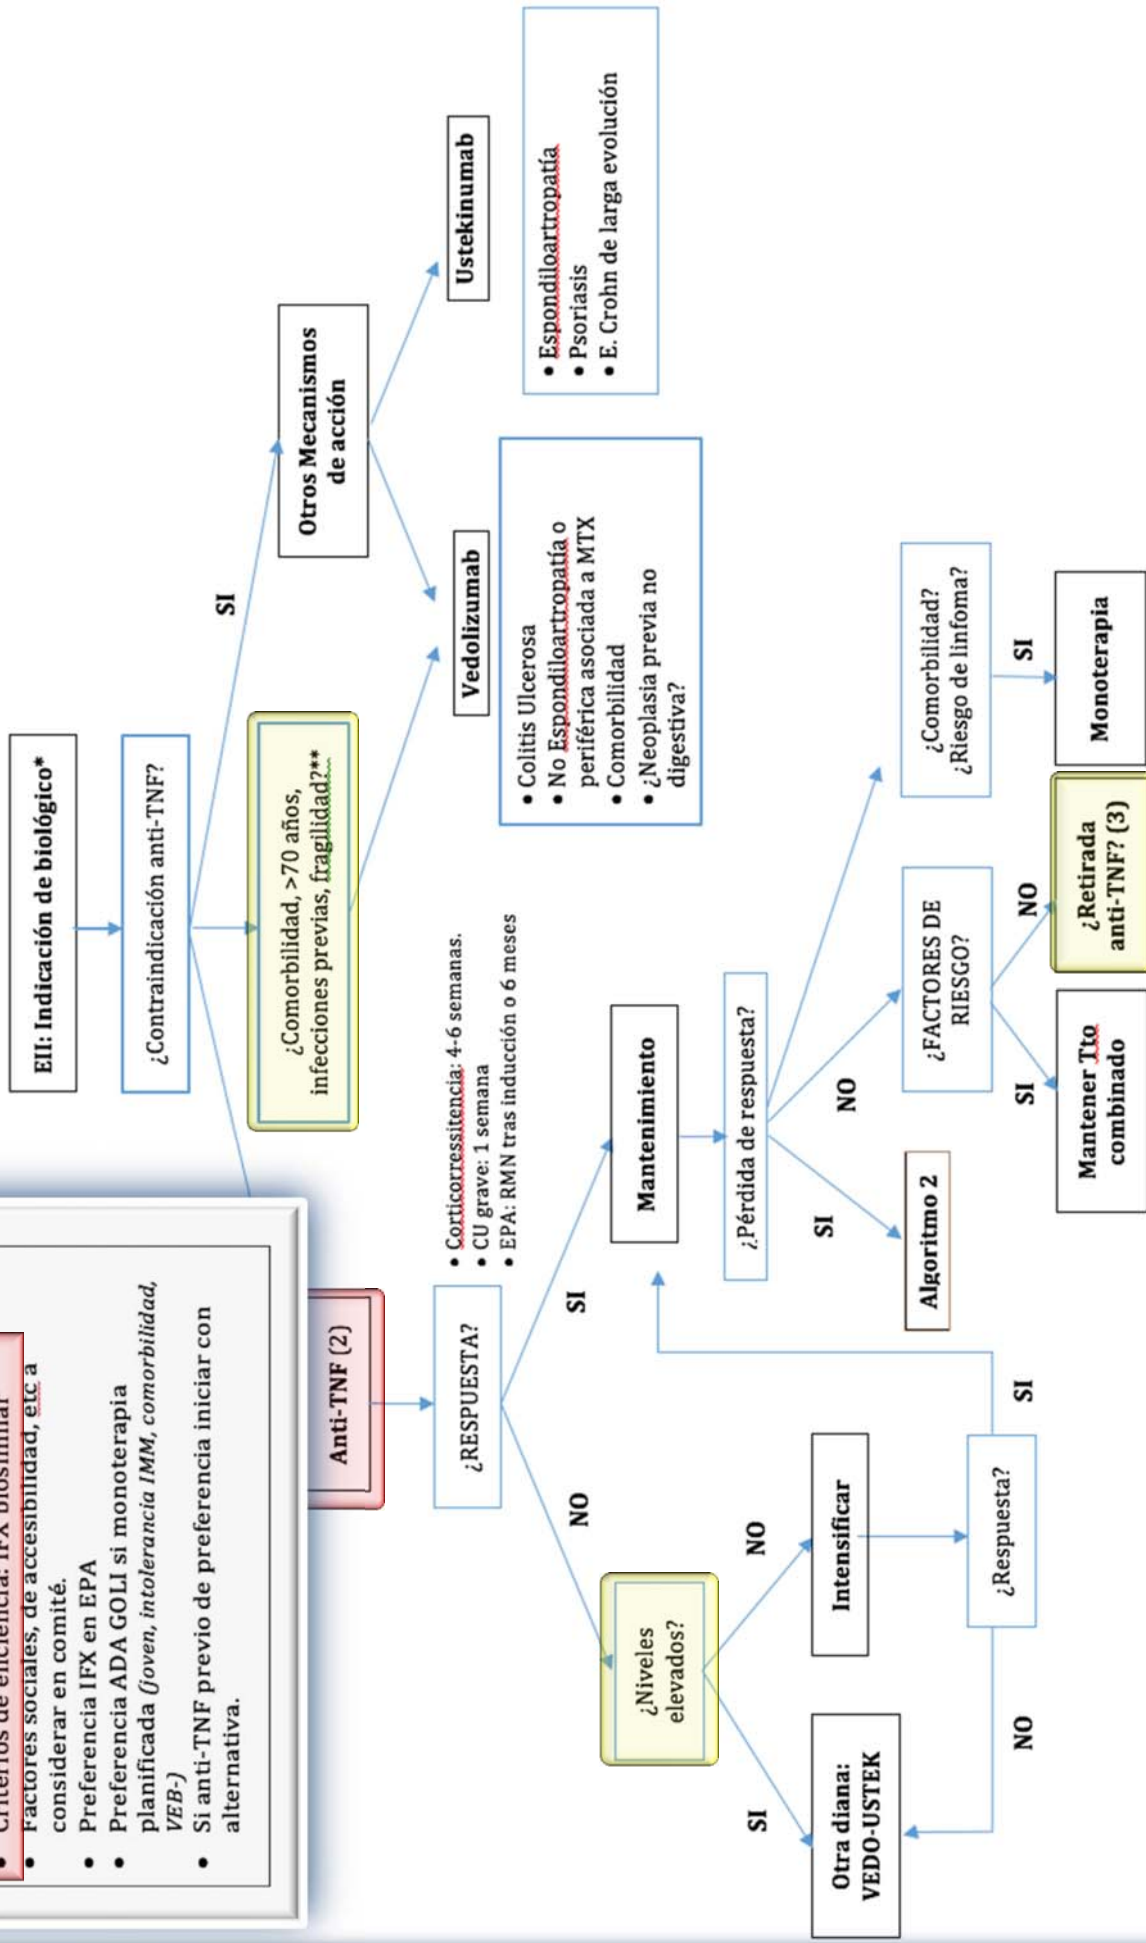 EII: Indicación de biológico*
¿Contraindicación anti-TNF?
SI
¿Comorbilidad, >70 años,
infecciones previas, fragilidad?**
Otros Mecanismos
de acción
Vedolizumab
Ustekinumab
• Colitis Ulcerosa
• No Espondiloartropatía o
periférica asociada a MTX
• Comorbilidad
• ¿Neoplasia previa no
digestiva?
• Espondiloartropatía
• Psoriasis
• E. Crohn de larga evolución
• Criterios de eficiencia: IFX biosimilar
• Factores sociales, de accesibilidad, etc a
considerar en comité.
• Preferencia IFX en EPA
• Preferencia ADA GOLI si monoterapia
planificada (joven, intolerancia IMM, comorbilidad,
VEB-)
• Si anti-TNF previo de preferencia iniciar con
alternativa.
Anti-TNF (2)
¿RESPUESTA?
• Corticorressitencia: 4-6 semanas.
• CU grave: 1 semana
• EPA: RMN tras inducción o 6 meses
NO
SI
¿Niveles
elevados?
Mantenimiento
SI
NO
¿Pérdida de respuesta?
Otra diana:
VEDO-USTEK
Intensificar
SI
NO
Algoritmo 2
¿FACTORES DE
RIESGO?
¿Comorbilidad?
¿Riesgo de linfoma?
¿Respuesta?
NO
SI
SI
NO
SI
Mantener Tto
combinado
¿Retirada
anti-TNF? (3)
Monoterapia